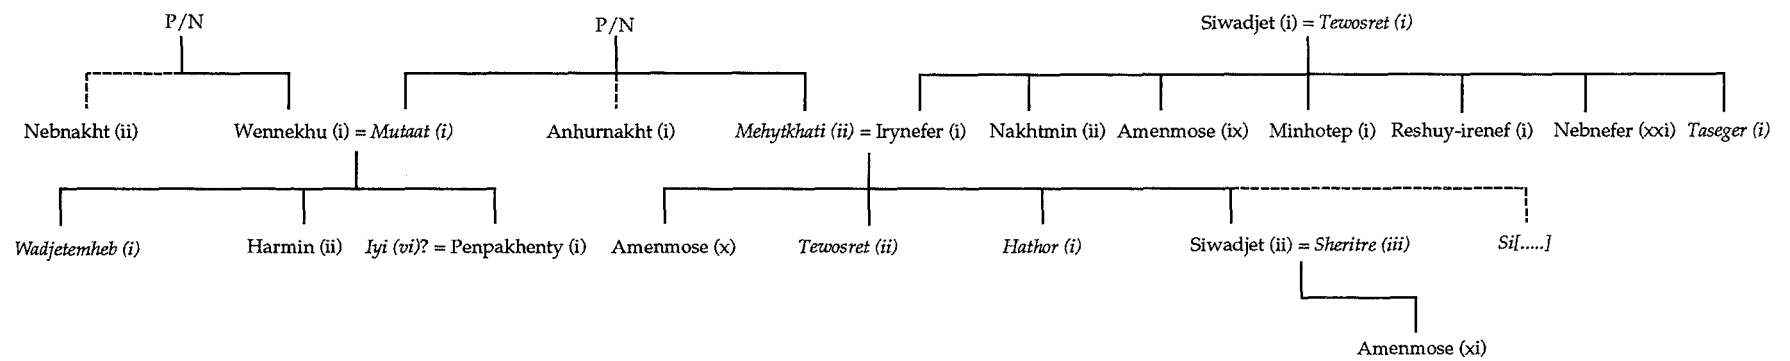 P/N P/N Siwadjet (i) = Tewosret (i)
Nebnakht (ii) Wennekhu (i) = Mutaat (i) Anhurnakht (i) Mehytkhati (ii) = Irynefer (i) Nakhtmin (ii) Amenmose (ix) Minhotep (i) Reshuy-irenef (i) Nebnefer (xxi) Taseger (i)
Wadjetemheb (i) Harmin (ii) Iyi (vi)? = Penpakhenty (i) Amenmose (x) Tewosret (ii) Hathor (i) Siwadjet (ii) = Sheritre (iii) Si[.....]
Amenmose (xi)